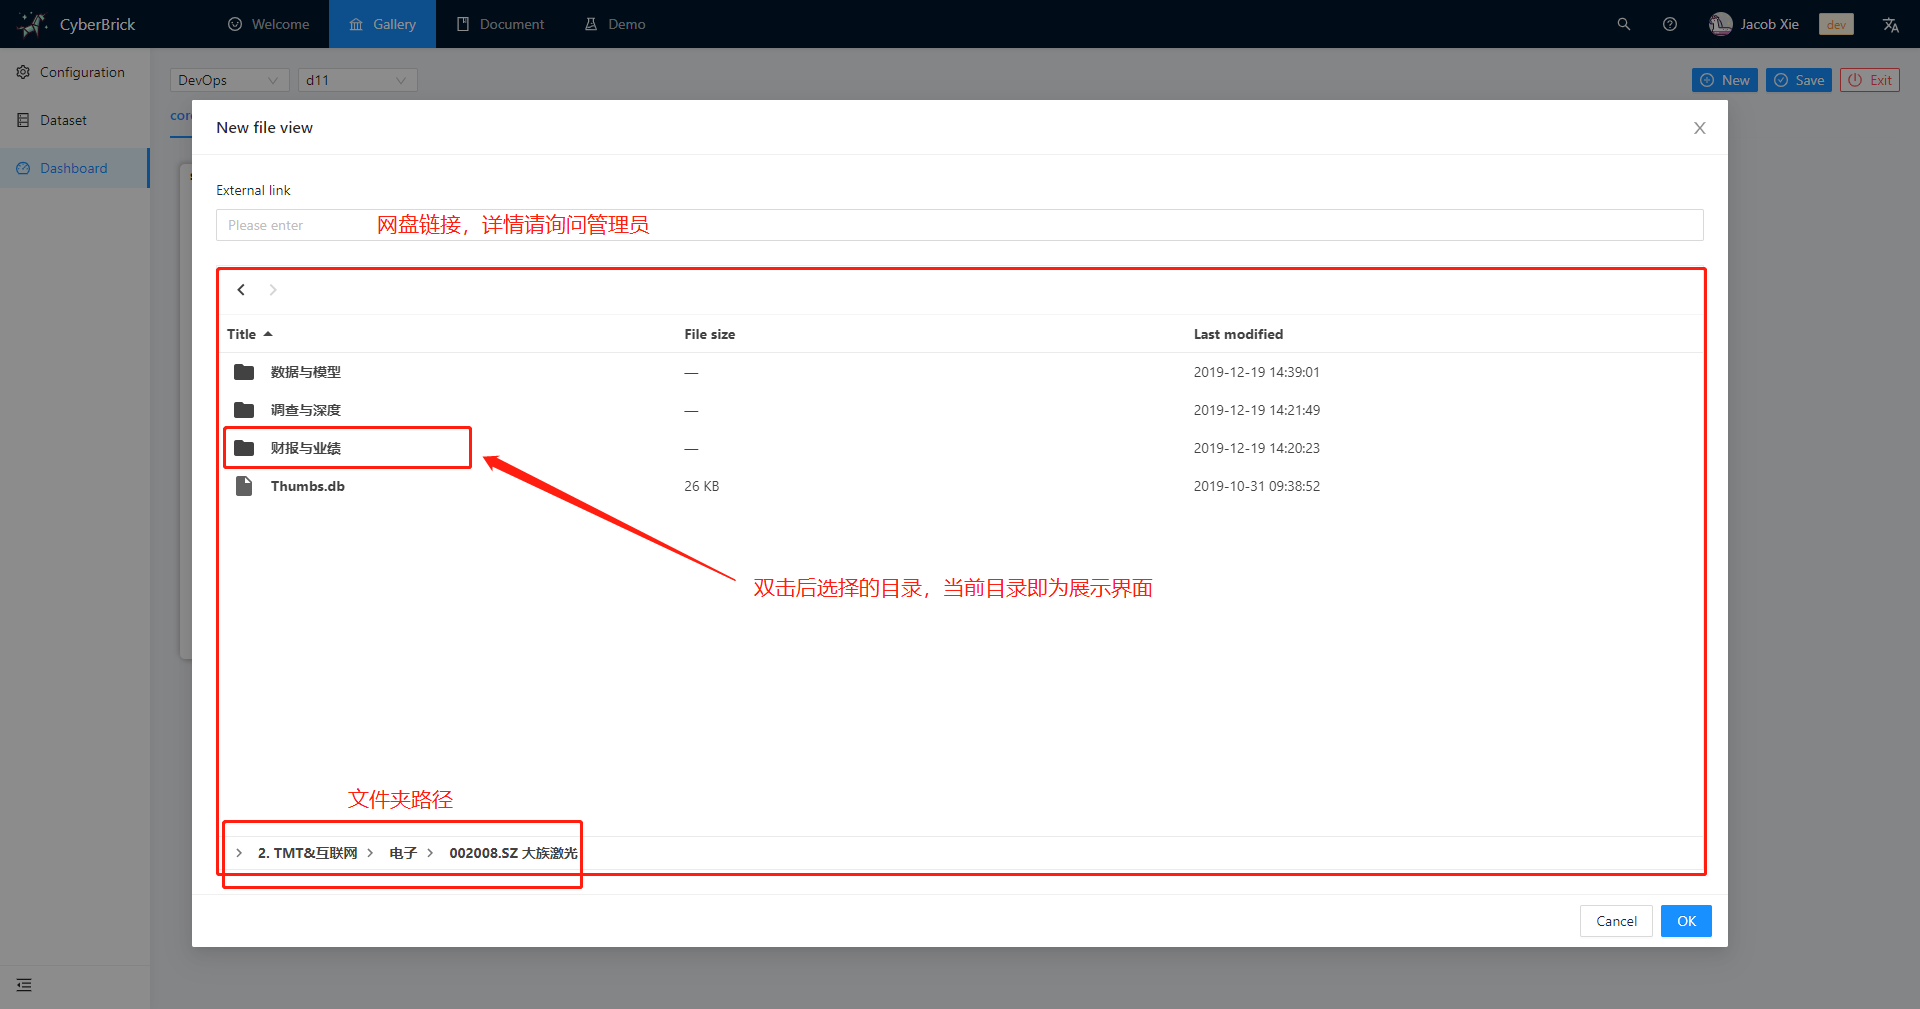 CyberBrick
Welcome
Gallery
Document
Demo
Jacob Xie
dev
Configuration
Dataset
Dashboard
DevOps
d11
New
Save
Exit
New file view
External link
Please enter
网盘链接，详情请询问管理员
Title
File size
Last modified
数据与模型
—
2019-12-19 14:39:01
调查与深度
—
2019-12-19 14:21:49
财报与业绩
—
2019-12-19 14:20:23
Thumbs.db
26 KB
2019-10-31 09:38:52
双击后选择的目录，当前目录即为展示界面
文件夹路径
2. TMT&互联网
电子
002008.SZ 大族激光
Cancel
OK